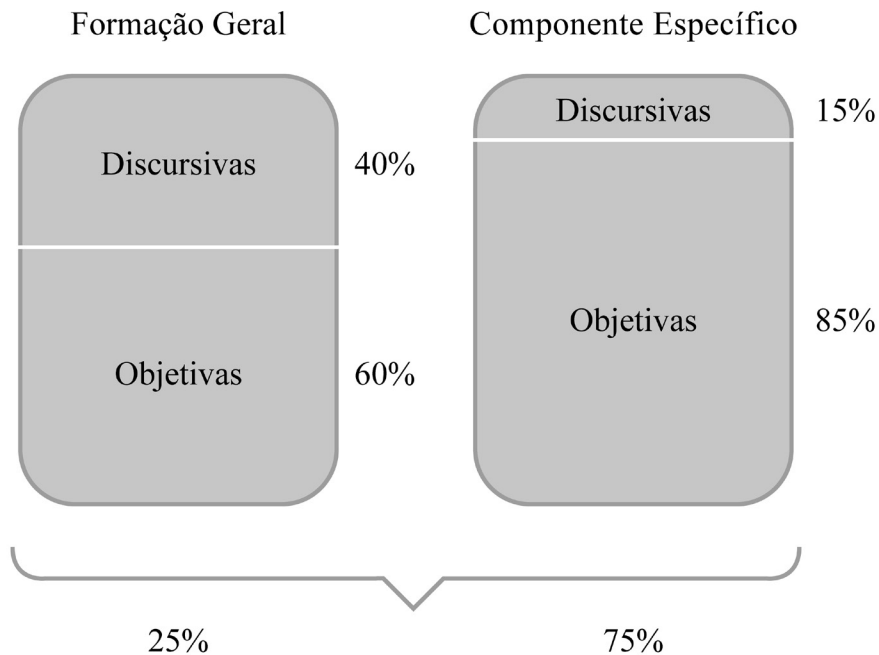 Formação Geral
Componente Específico
Discursivas
15%
Discursivas
40%
Objetivas
85%
Objetivas
60%
25%
75%